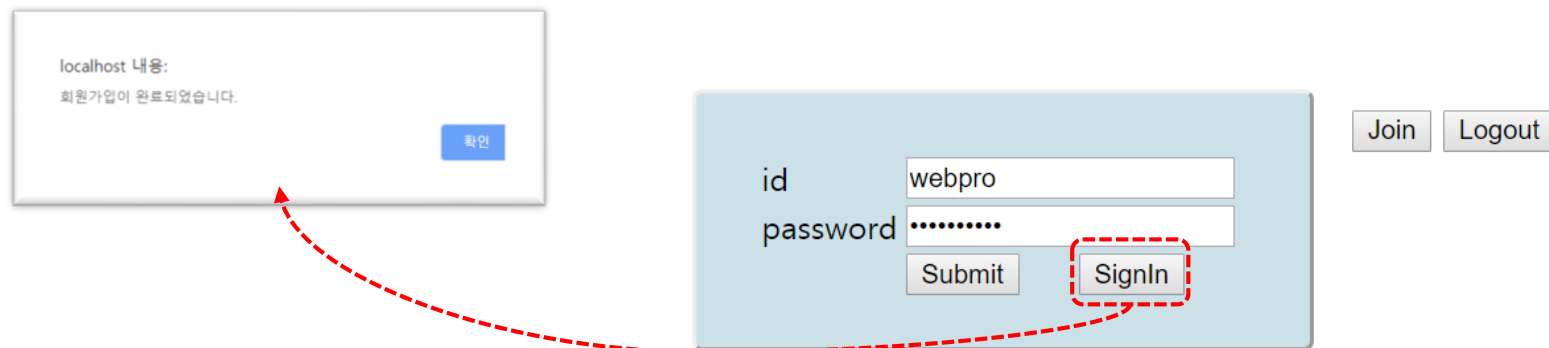 localhost 내용:
회원가입이 완료되었습니다.
확인
Join Logout
id webpro
password ••••••••••
Submit SignIn